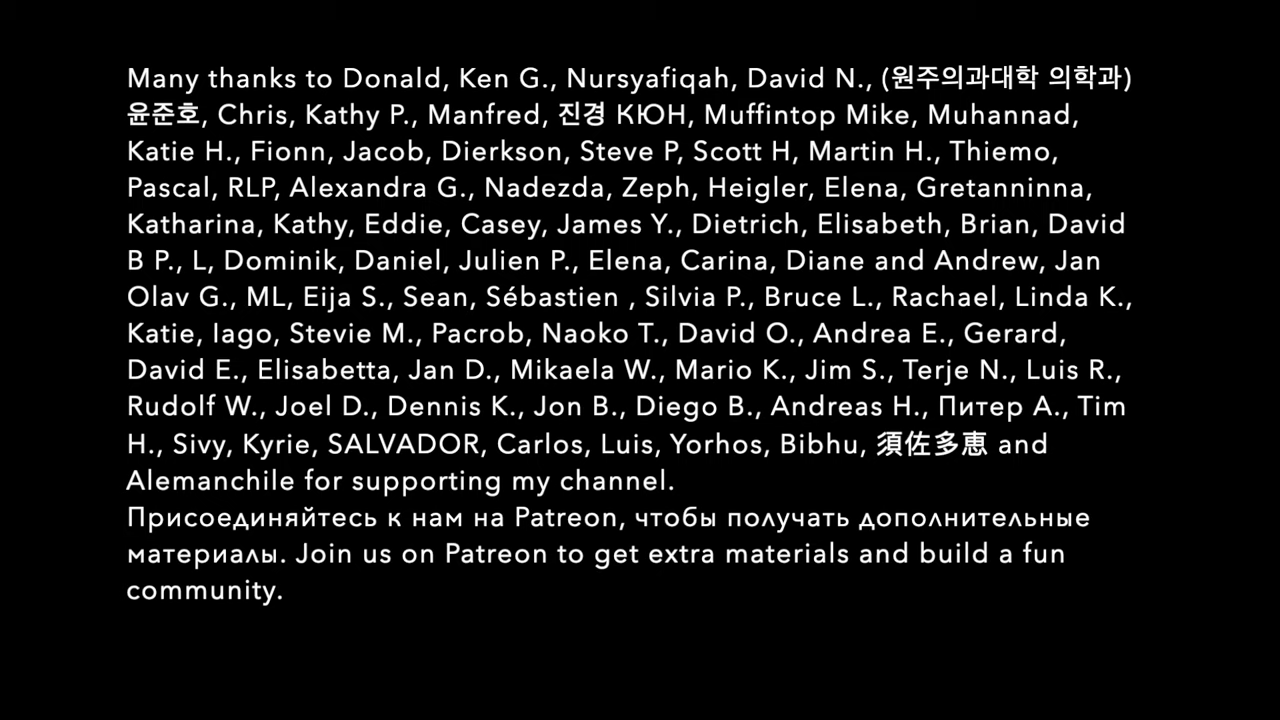 Many thanks to Donald, Ken G., Nursyafiqah, David N., (원주의과대학 의학과)
윤준호, Chris, Kathy P., Manfred, 진경 КЮН, Muffintop Mike, Muhannad,
Katie H., Fionn, Jacob, Dierkson, Steve P, Scott H, Martin H., Thiemo,
Pascal, RLP, Alexandra G., Nadezda, Zeph, Heigler, Elena, Gretanninna,
Katharina, Kathy, Eddie, Casey, James Y., Dietrich, Elisabeth, Brian, David
B P., L, Dominik, Daniel, Julien P., Elena, Carina, Diane and Andrew, Jan
Olav G., ML, Eija S., Sean, Sébastien , Silvia P., Bruce L., Rachael, Linda K.,
Katie, Iago, Stevie M., Pacrob, Naoko T., David O., Andrea E., Gerard,
David E., Elisabetta, Jan D., Mikaela W., Mario K., Jim S., Terje N., Luis R.,
Rudolf W., Joel D., Dennis K., Jon B., Diego B., Andreas H., Питер А., Tim
H., Sivy, Kyrie, SALVADOR, Carlos, Luis, Yorhos, Bibhu, 須佐多恵 and
Alemanchile for supporting my channel.
Присоединяйтесь к нам на Patreon, чтобы получать дополнительные
материалы. Join us on Patreon to get extra materials and build a fun
community.